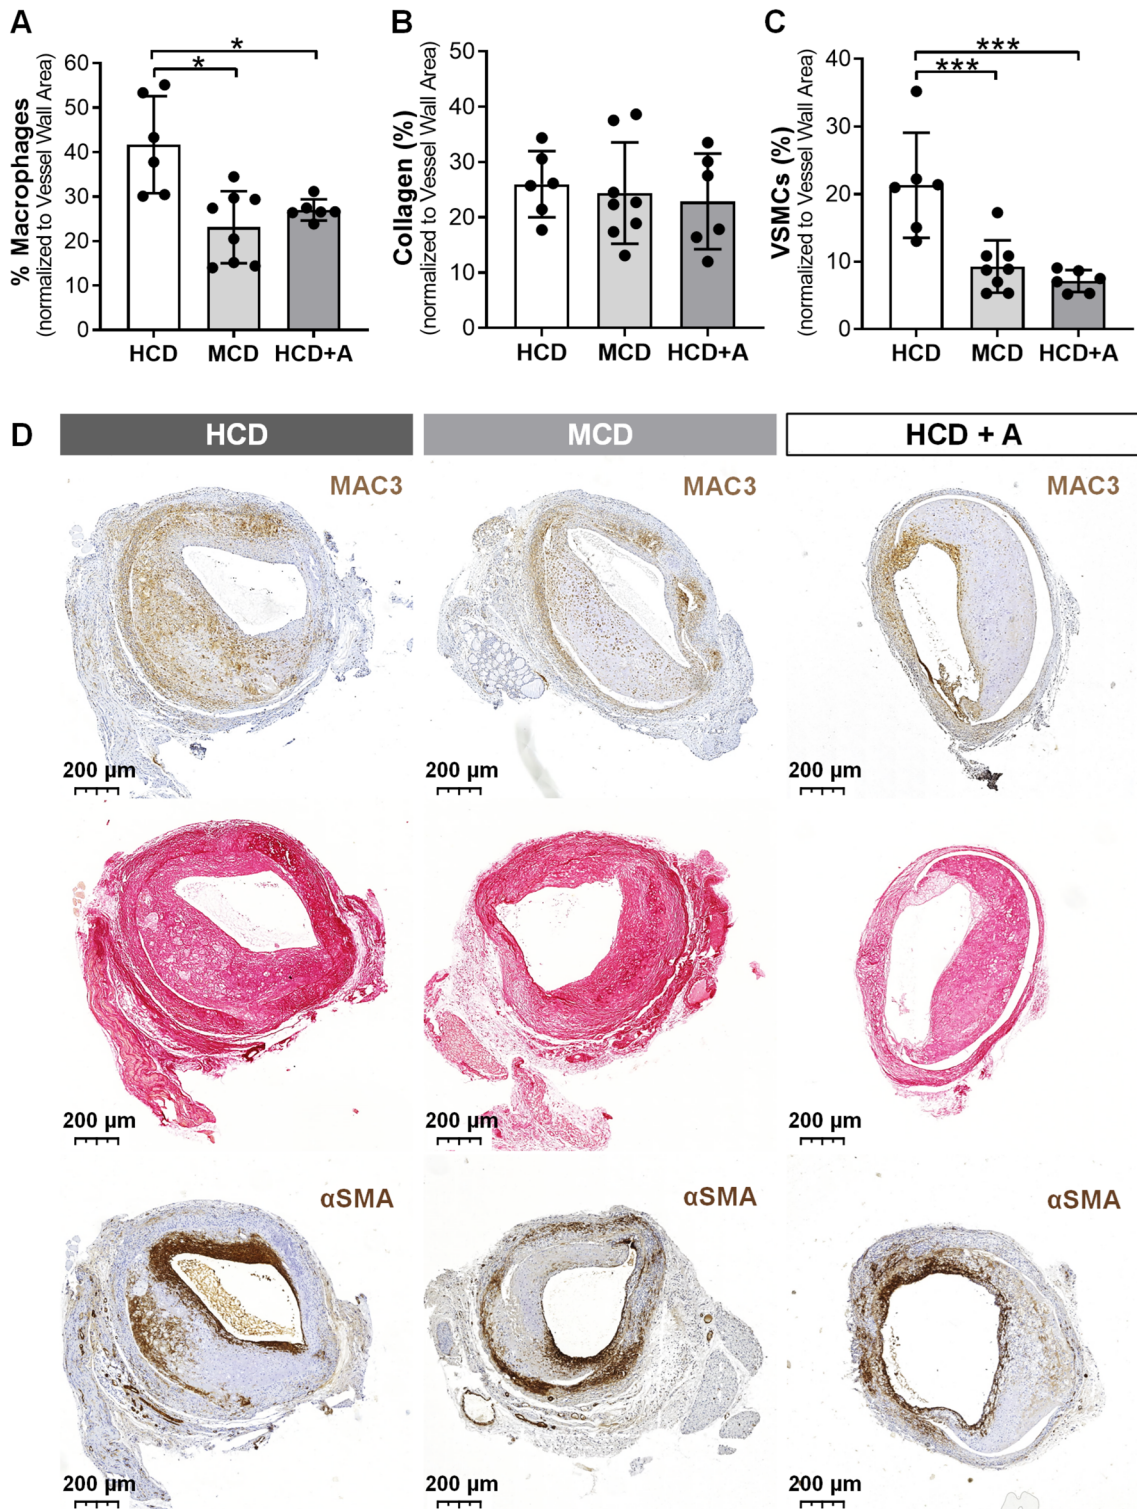 A
B
C
% Macrophages
(normalized to Vessel Wall Area)
60
50
40
30
20
10
0
*
*
HCD
MCD
HCD+A
Collagen (%)
(normalized to Vessel Wall Area)
50
40
30
20
10
0
HCD
MCD
HCD+A
VSMCs (%)
(normalized to Vessel Wall Area)
40
30
20
10
0
***
***
HCD
MCD
HCD+A
D
HCD
MCD
HCD + A
MAC3
MAC3
MAC3
200 µm
200 µm
200 µm
200 µm
200 µm
200 µm
αSMA
αSMA
αSMA
200 µm
200 µm
200 µm